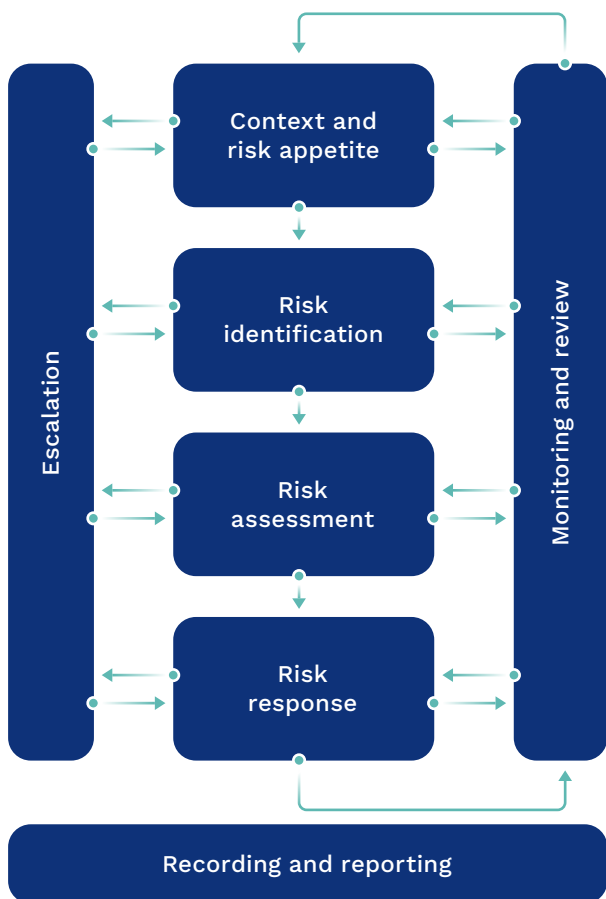 Context and
risk appetite
Risk
identification
Escalation
Monitoring and review
Risk
assessment
Risk
response
Recording and reporting